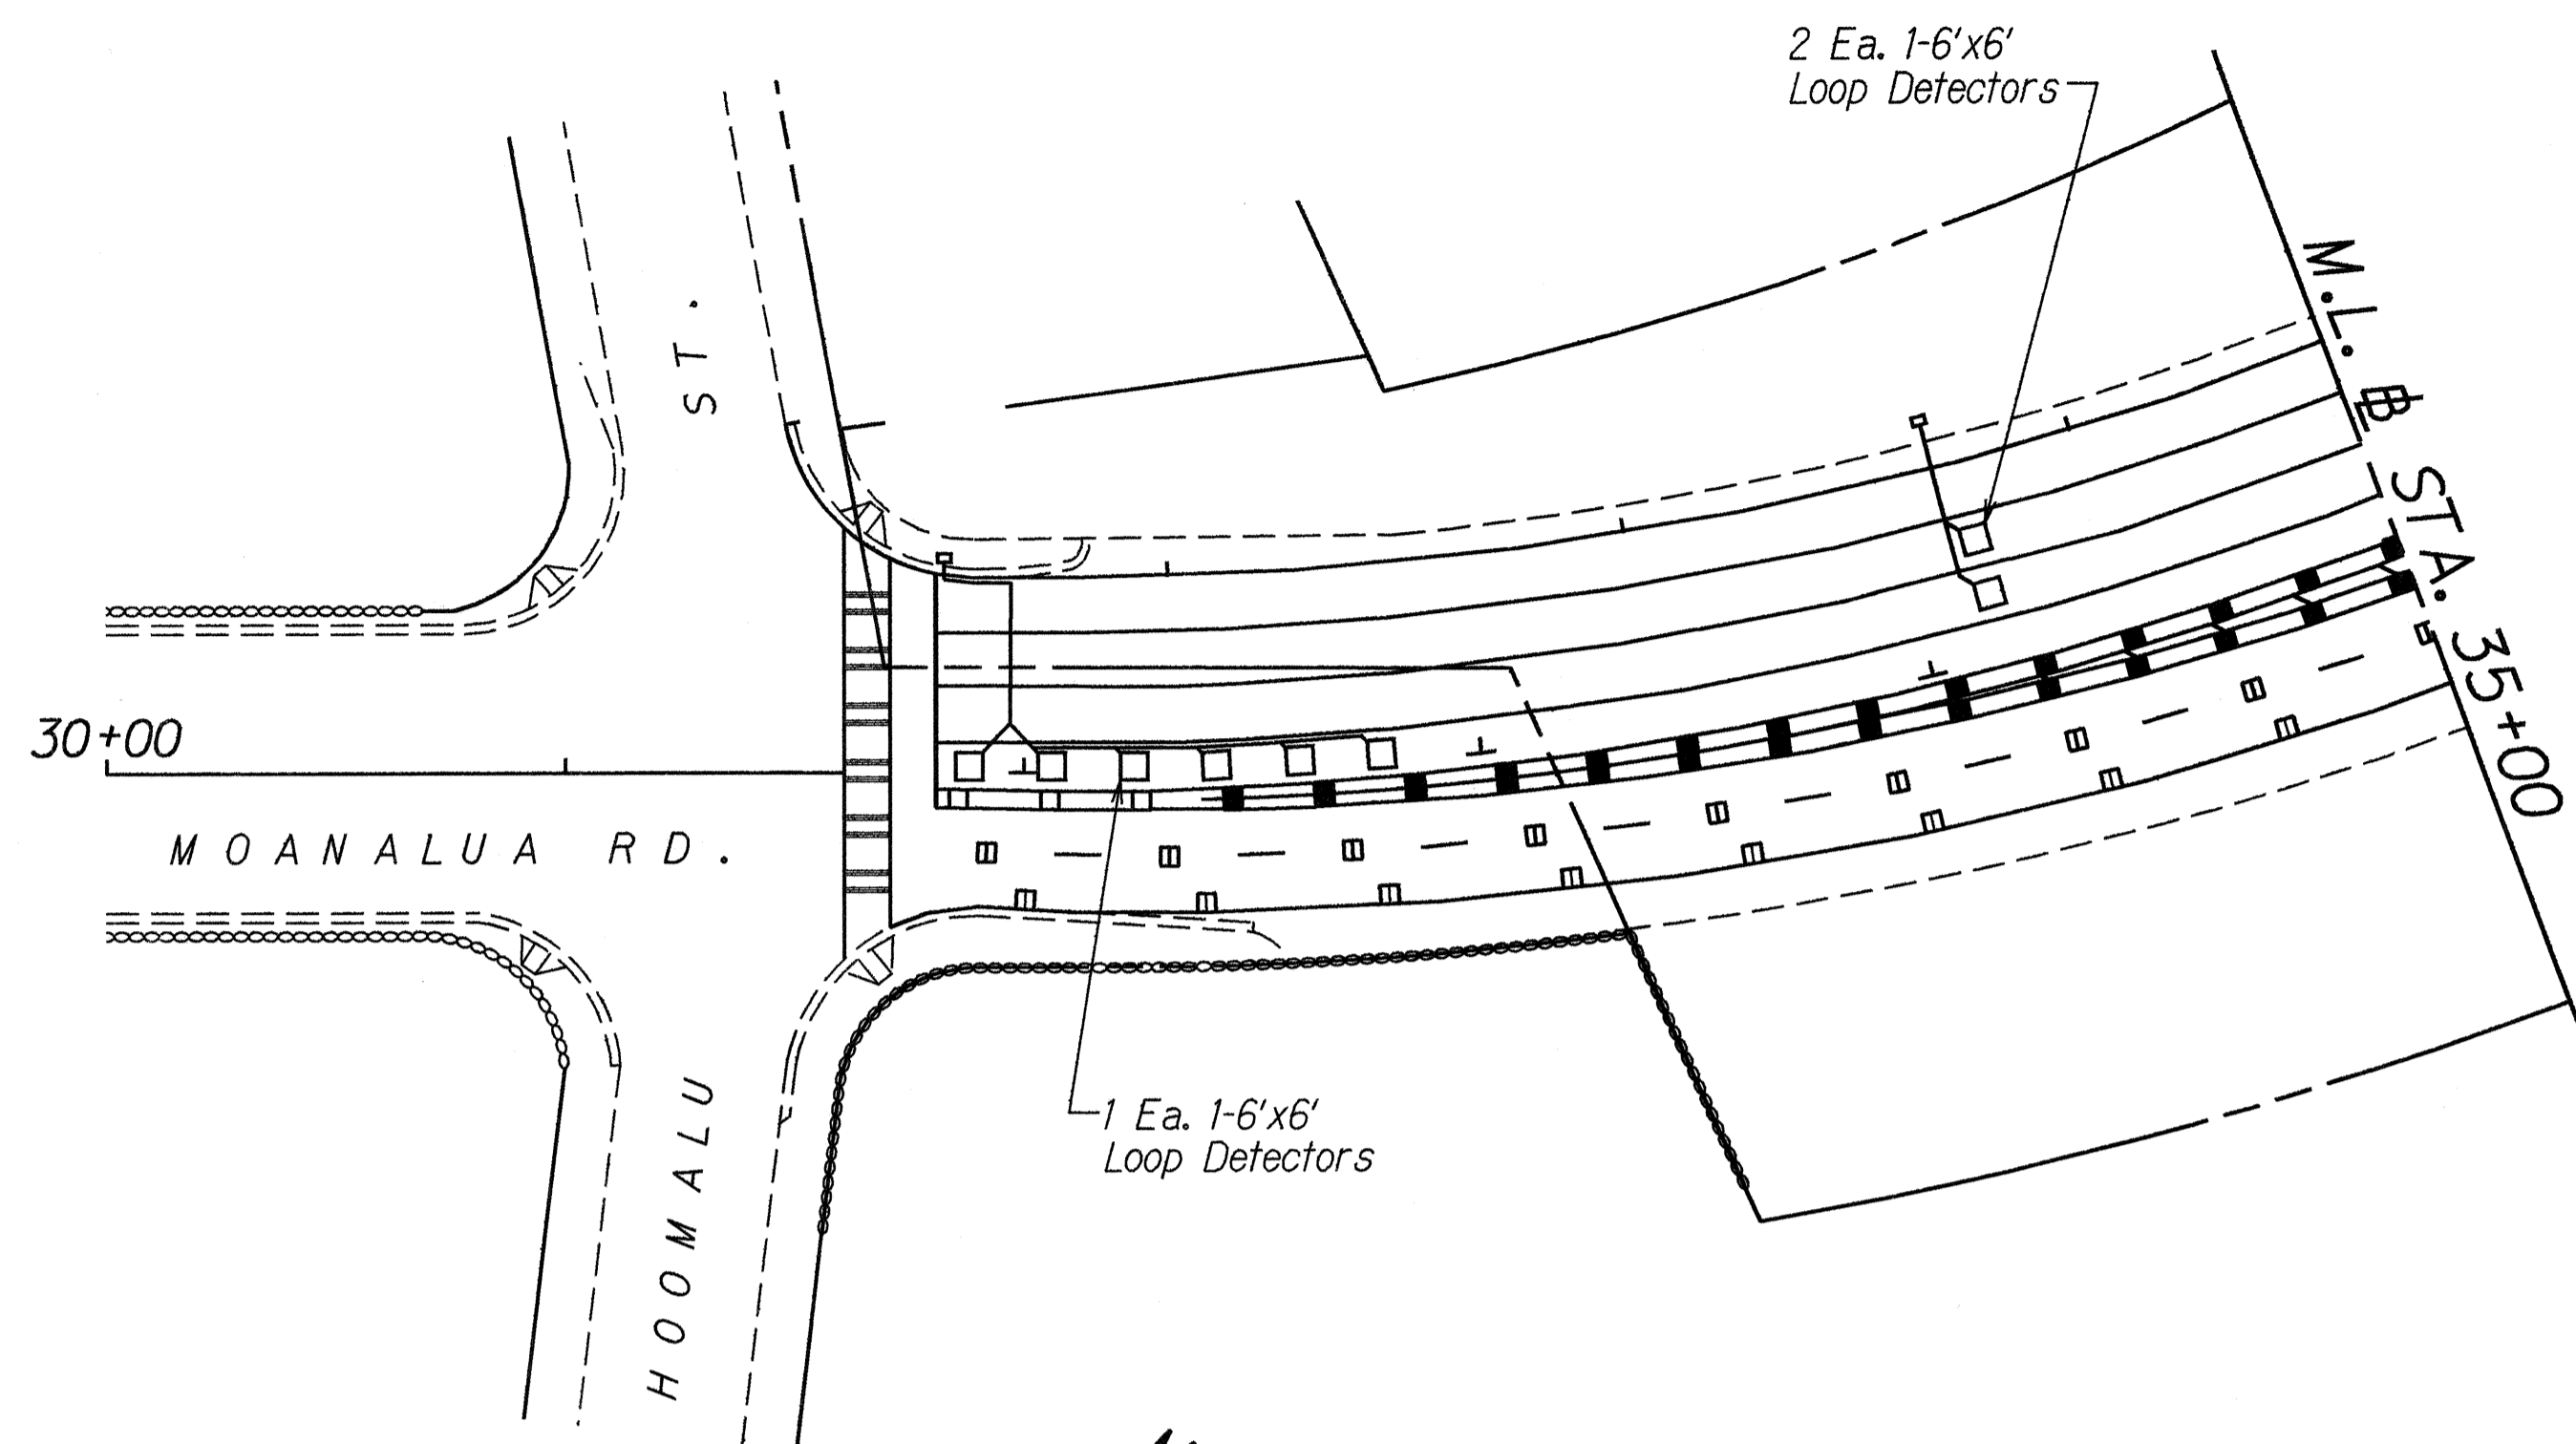 2 Ea. 1-6'x6'
Loop Detectors
M.L. B STA. 35+00
ST.
30+00
MOANALUA RD.
1 Ea. 1-6'x6'
Loop Detectors
HOOMALU